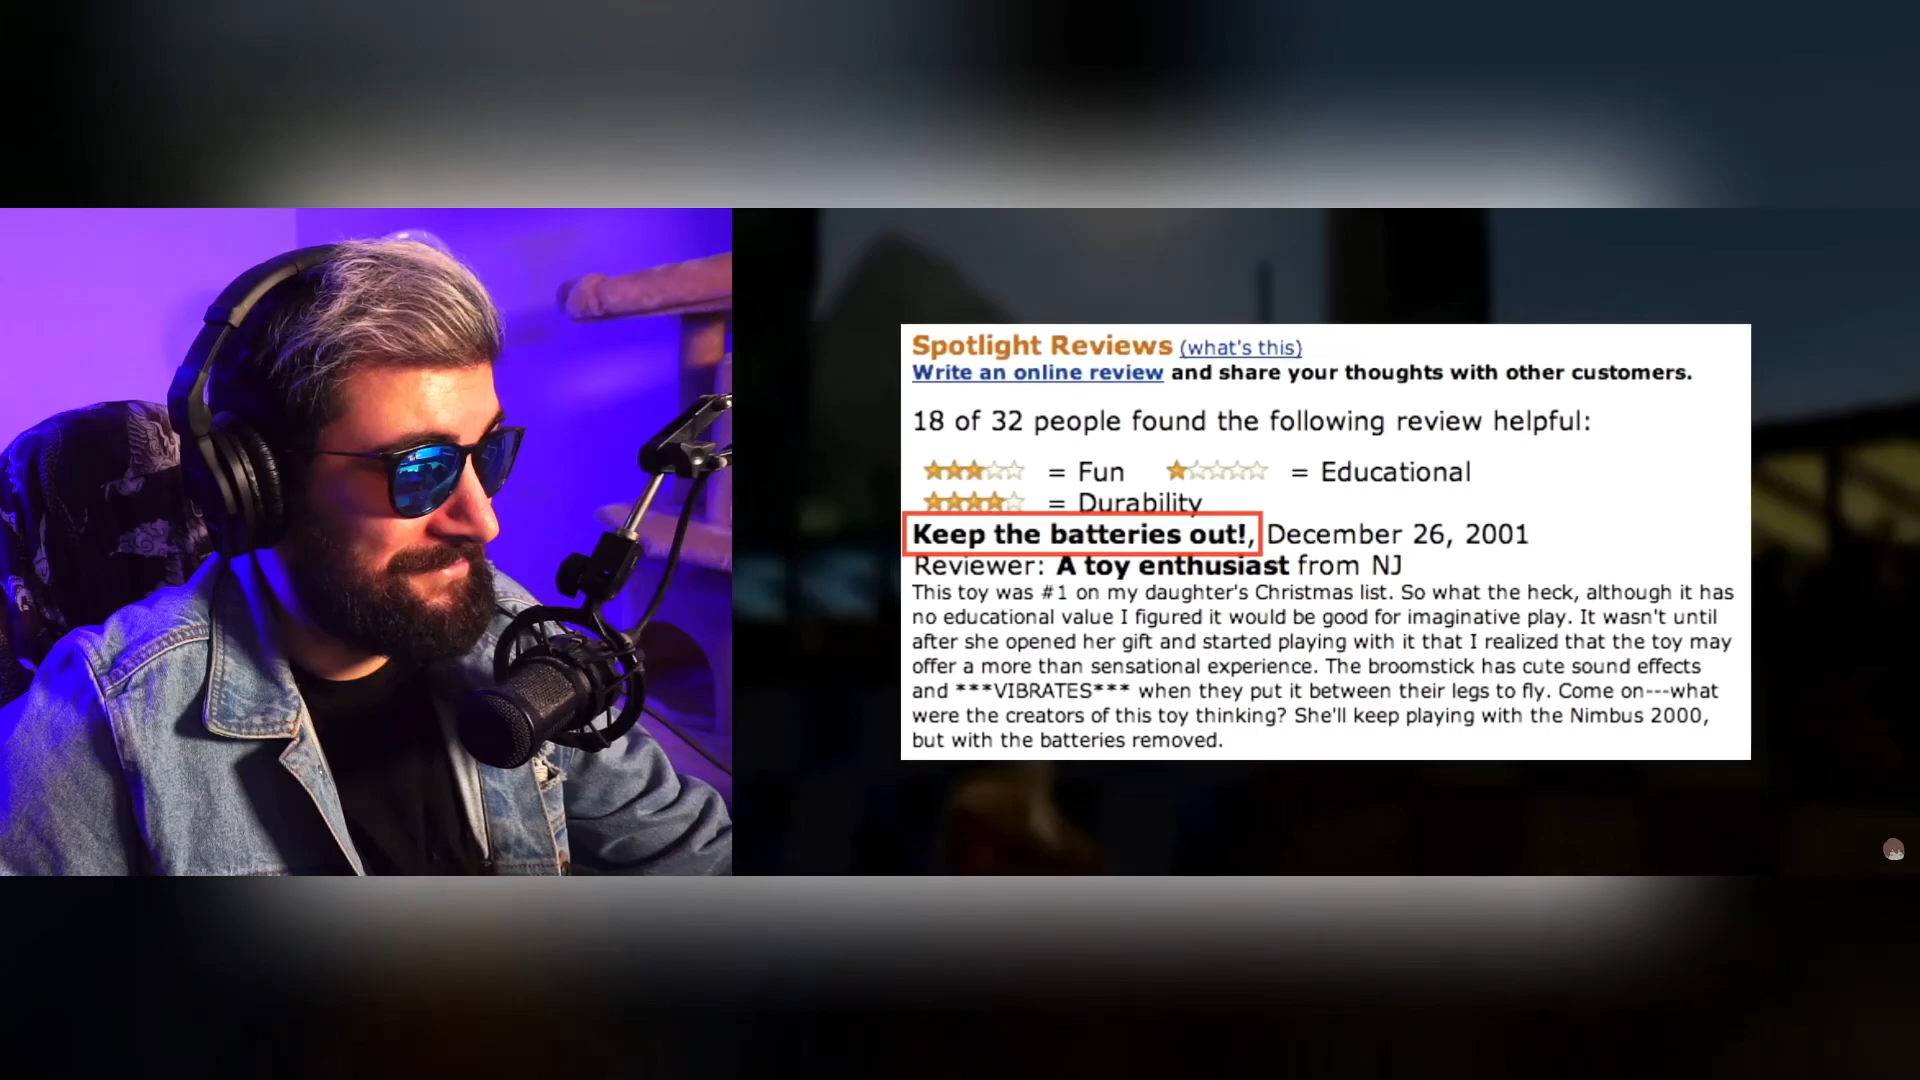 Spotlight Reviews (what's this)
Write an online review and share your thoughts with other customers.
18 of 32 people found the following review helpful:
= Fun = Educational
= Durability
Keep the batteries out!, December 26, 2001
Reviewer: A toy enthusiast from NJ
This toy was #1 on my daughter's Christmas list. So what the heck, although it has
no educational value I figured it would be good for imaginative play. It wasn't until
after she opened her gift and started playing with it that I realized that the toy may
offer a more than sensational experience. The broomstick has cute sound effects
and ***VIBRATES*** when they put it between their legs to fly. Come on---what
were the creators of this toy thinking? She'll keep playing with the Nimbus 2000,
but with the batteries removed.